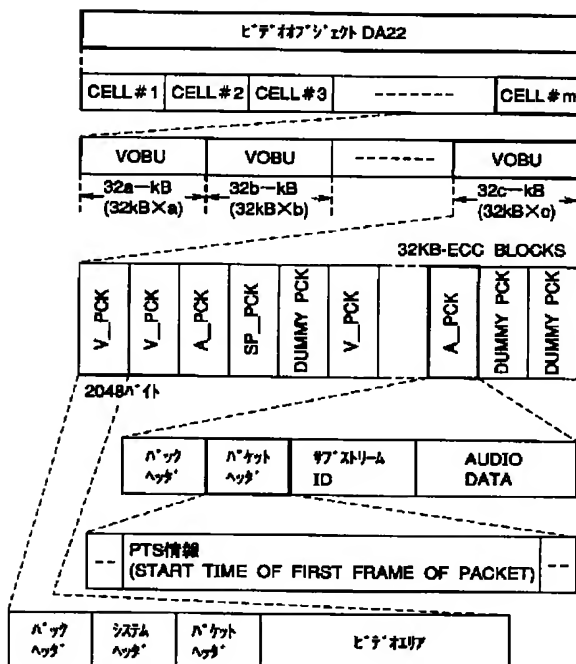 ﾋﾞﾃﾞｵｵﾌﾞｼﾞｪｸﾄ DA22
CELL#1 CELL#2 CELL#3 -------- CELL#m
VOBU VOBU -------- VOBU
32a-kB 32b-kB 32c-kB
(32kB×a) (32kB×b) (32kB×c)
32KB-ECC BLOCKS
V_PCK V_PCK A_PCK SP_PCK DUMMY PCK V_PCK A_PCK DUMMY PCK DUMMY PCK
2048ﾊﾞｲﾄ
ﾊﾟｯｸ ﾊﾟｹｯﾄ ｻﾌﾞｽﾄﾘｰﾑ AUDIO
ﾍｯﾀﾞ ﾍｯﾀﾞ ID DATA
-- PTS情報 --
(START TIME OF FIRST FRAME OF PACKET)
ﾊﾟｯｸ ｼｽﾃﾑ ﾊﾟｹｯﾄ ﾋﾞﾃﾞｵｴﾘｱ
ﾍｯﾀﾞ ﾍｯﾀﾞ ﾍｯﾀﾞ